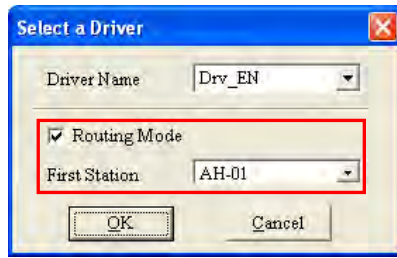 Select a Driver
Driver Name Drv_EN
Routing Mode
First Station AH-01
OK Cancel